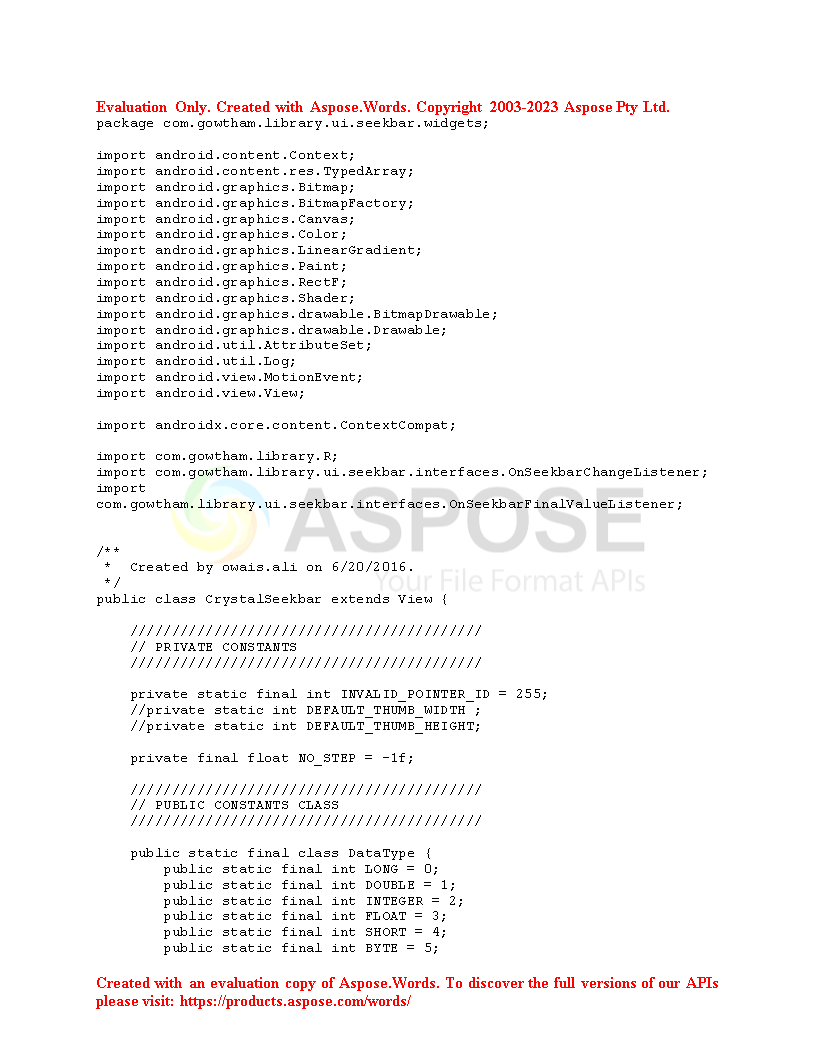 Evaluation Only. Created with Aspose.Words. Copyright 2003-2023 Aspose Pty Ltd.
package com.gowtham.library.ui.seekbar.widgets;

import android.content.Context;
import android.content.res.TypedArray;
import android.graphics.Bitmap;
import android.graphics.BitmapFactory;
import android.graphics.Canvas;
import android.graphics.Color;
import android.graphics.LinearGradient;
import android.graphics.Paint;
import android.graphics.RectF;
import android.graphics.Shader;
import android.graphics.drawable.BitmapDrawable;
import android.graphics.drawable.Drawable;
import android.util.AttributeSet;
import android.util.Log;
import android.view.MotionEvent;
import android.view.View;

import androidx.core.content.ContextCompat;

import com.gowtham.library.R;
import com.gowtham.library.ui.seekbar.interfaces.OnSeekbarChangeListener;
import
com.gowtham.library.ui.seekbar.interfaces.OnSeekbarFinalValueListener;
ASPOSE
Your File Format APIs

/**
 *  Created by owais.ali on 6/20/2016.
 */
public class CrystalSeekbar extends View {

    //////////////////////////////////////////
    // PRIVATE CONSTANTS
    //////////////////////////////////////////

    private static final int INVALID_POINTER_ID = 255;
    //private static int DEFAULT_THUMB_WIDTH ;
    //private static int DEFAULT_THUMB_HEIGHT;

    private final float NO_STEP = -1f;

    //////////////////////////////////////////
    // PUBLIC CONSTANTS CLASS
    //////////////////////////////////////////

    public static final class DataType {
        public static final int LONG = 0;
        public static final int DOUBLE = 1;
        public static final int INTEGER = 2;
        public static final int FLOAT = 3;
        public static final int SHORT = 4;
        public static final int BYTE = 5;

Created with an evaluation copy of Aspose.Words. To discover the full versions of our APIs
please visit: https://products.aspose.com/words/